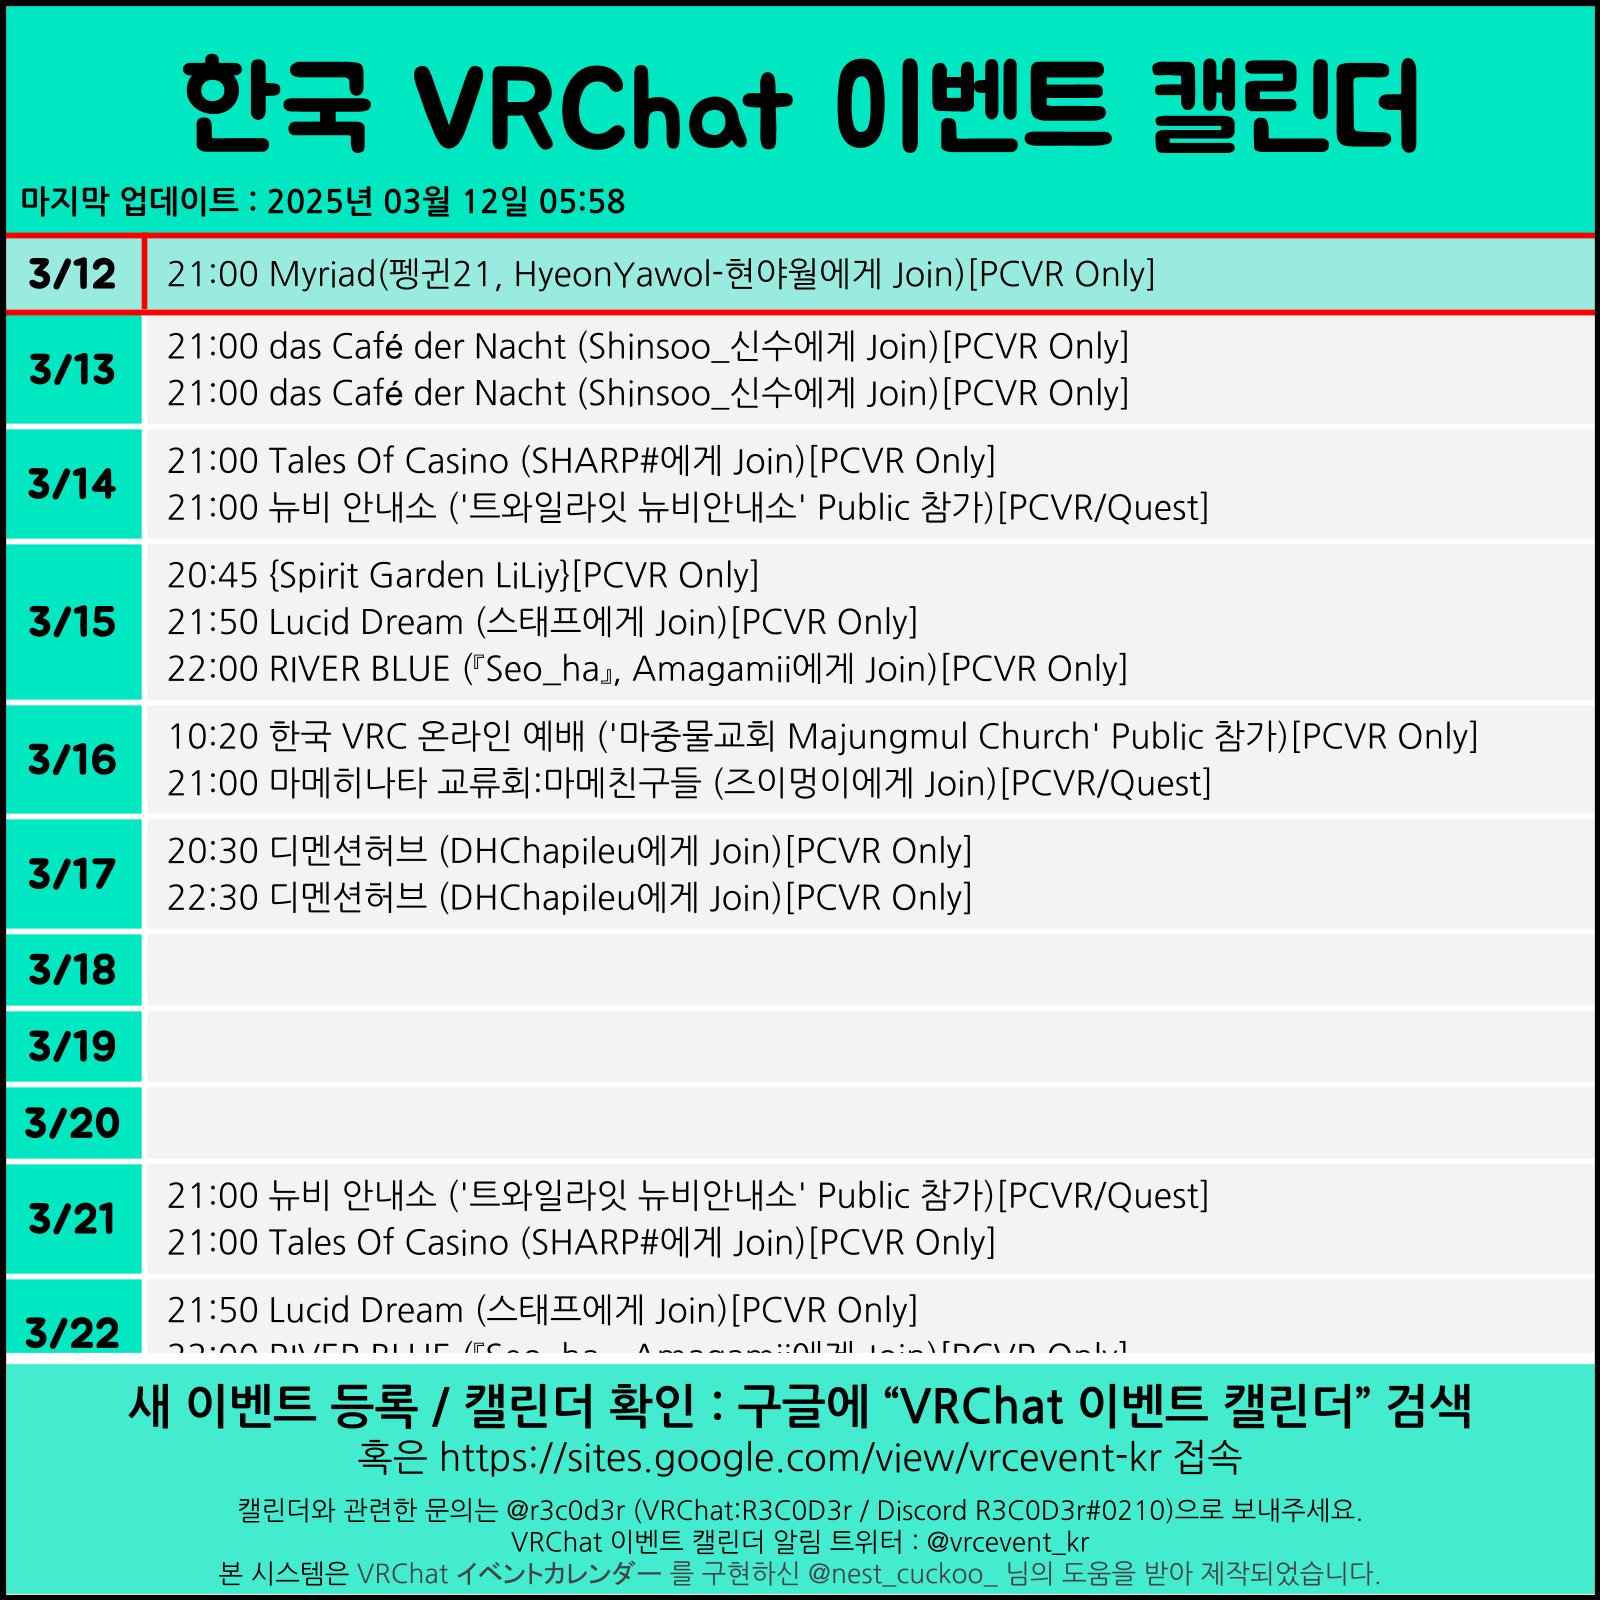 한국 VRChat 이벤트 캘린더
마지막 업데이트 : 2025년 03월 12일 05:58
3/12
21:00 Myriad(펭귄21, HyeonYawol-현야월에게 Join)[PCVR Only]
3/13
21:00 das Café der Nacht (Shinsoo_신수에게 Join)[PCVR Only]
21:00 das Café der Nacht (Shinsoo_신수에게 Join)[PCVR Only]
3/14
21:00 Tales Of Casino (SHARP#에게 Join)[PCVR Only]
21:00 뉴비 안내소 ('트와일라잇 뉴비안내소' Public 참가)[PCVR/Quest]
3/15
20:45 {Spirit Garden LiLiy}[PCVR Only]
21:50 Lucid Dream (스태프에게 Join)[PCVR Only]
22:00 RIVER BLUE (『Seo_ha』, Amagamii에게 Join)[PCVR Only]
3/16
10:20 한국 VRC 온라인 예배 ('마중물교회 Majungmul Church' Public 참가)[PCVR Only]
21:00 마메히나타 교류회:마메친구들 (즈이멍이에게 Join)[PCVR/Quest]
3/17
20:30 디멘션허브 (DHChapileu에게 Join)[PCVR Only]
22:30 디멘션허브 (DHChapileu에게 Join)[PCVR Only]
3/18
3/19
3/20
3/21
21:00 뉴비 안내소 ('트와일라잇 뉴비안내소' Public 참가)[PCVR/Quest]
21:00 Tales Of Casino (SHARP#에게 Join)[PCVR Only]
3/22
21:50 Lucid Dream (스태프에게 Join)[PCVR Only]
22:00 RIVER BLUE (『Seo_ha』, Amagamii에게 Join)[PCVR Only]
새 이벤트 등록 / 캘린더 확인 : 구글에 “VRChat 이벤트 캘린더” 검색
혹은 https://sites.google.com/view/vrcevent-kr 접속
캘린더와 관련한 문의는 @r3c0d3r (VRChat:R3C0D3r / Discord R3C0D3r#0210)으로 보내주세요.
VRChat 이벤트 캘린더 알림 트위터 : @vrcevent_kr
본 시스템은 VRChat イベントカレンダー 를 구현하신 @nest_cuckoo_ 님의 도움을 받아 제작되었습니다.